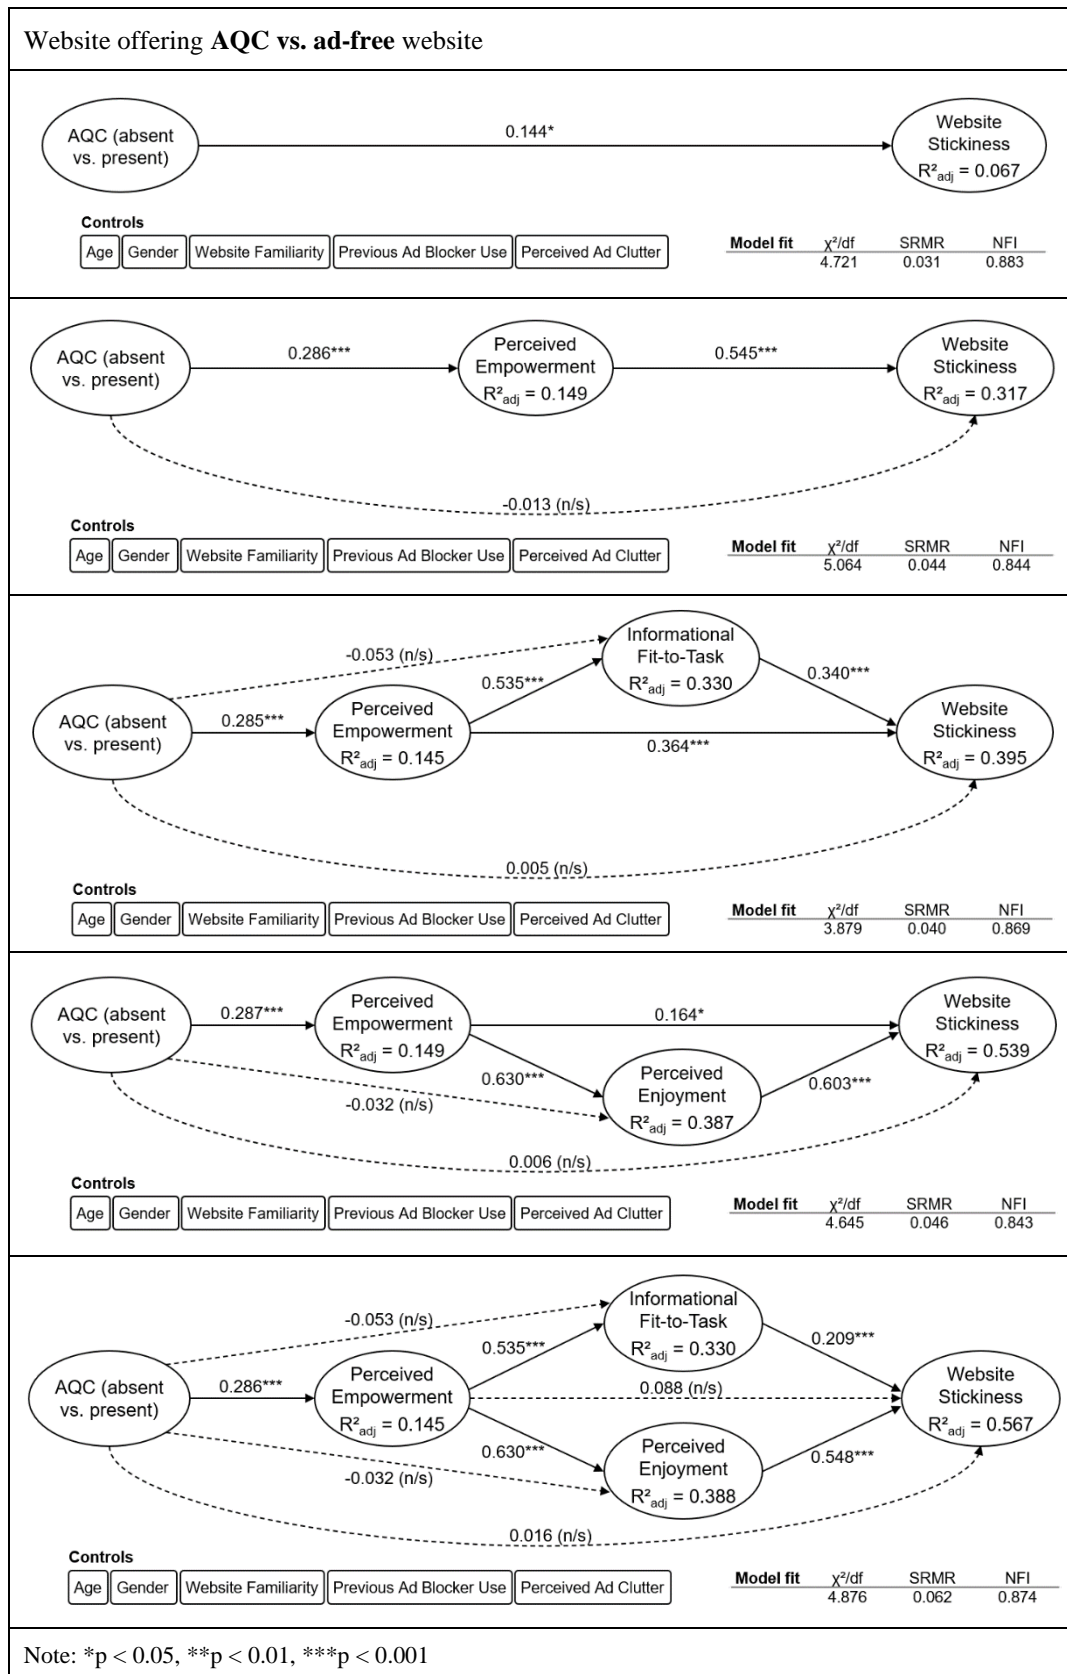 Website offering AQC vs. ad-free website
AQC (absent
vs. present)
0.144*
Website
Stickiness
R²adj = 0.067
Controls
Age Gender Website Familiarity Previous Ad Blocker Use Perceived Ad Clutter
Model fit χ²/df SRMR NFI
4.721 0.031 0.883
AQC (absent
vs. present)
0.286***
Perceived
Empowerment
R²adj = 0.149
0.545***
Website
Stickiness
R²adj = 0.317
-0.013 (n/s)
Controls
Age Gender Website Familiarity Previous Ad Blocker Use Perceived Ad Clutter
Model fit χ²/df SRMR NFI
5.064 0.044 0.844
Informational
Fit-to-Task
R²adj = 0.330
-0.053 (n/s)
0.535***
0.340***
AQC (absent
vs. present)
0.285***
Perceived
Empowerment
R²adj = 0.145
0.364***
Website
Stickiness
R²adj = 0.395
0.005 (n/s)
Controls
Age Gender Website Familiarity Previous Ad Blocker Use Perceived Ad Clutter
Model fit χ²/df SRMR NFI
3.879 0.040 0.869
AQC (absent
vs. present)
0.287***
Perceived
Empowerment
R²adj = 0.149
0.164*
Website
Stickiness
R²adj = 0.539
0.630***
-0.032 (n/s)
Perceived
Enjoyment
R²adj = 0.387
0.603***
0.006 (n/s)
Controls
Age Gender Website Familiarity Previous Ad Blocker Use Perceived Ad Clutter
Model fit χ²/df SRMR NFI
4.645 0.046 0.843
Informational
Fit-to-Task
R²adj = 0.330
-0.053 (n/s)
0.535***
0.209***
AQC (absent
vs. present)
0.286***
Perceived
Empowerment
R²adj = 0.145
0.088 (n/s)
Website
Stickiness
R²adj = 0.567
0.630***
-0.032 (n/s)
Perceived
Enjoyment
R²adj = 0.388
0.548***
0.016 (n/s)
Controls
Age Gender Website Familiarity Previous Ad Blocker Use Perceived Ad Clutter
Model fit χ²/df SRMR NFI
4.876 0.062 0.874
Note: *p < 0.05, **p < 0.01, ***p < 0.001